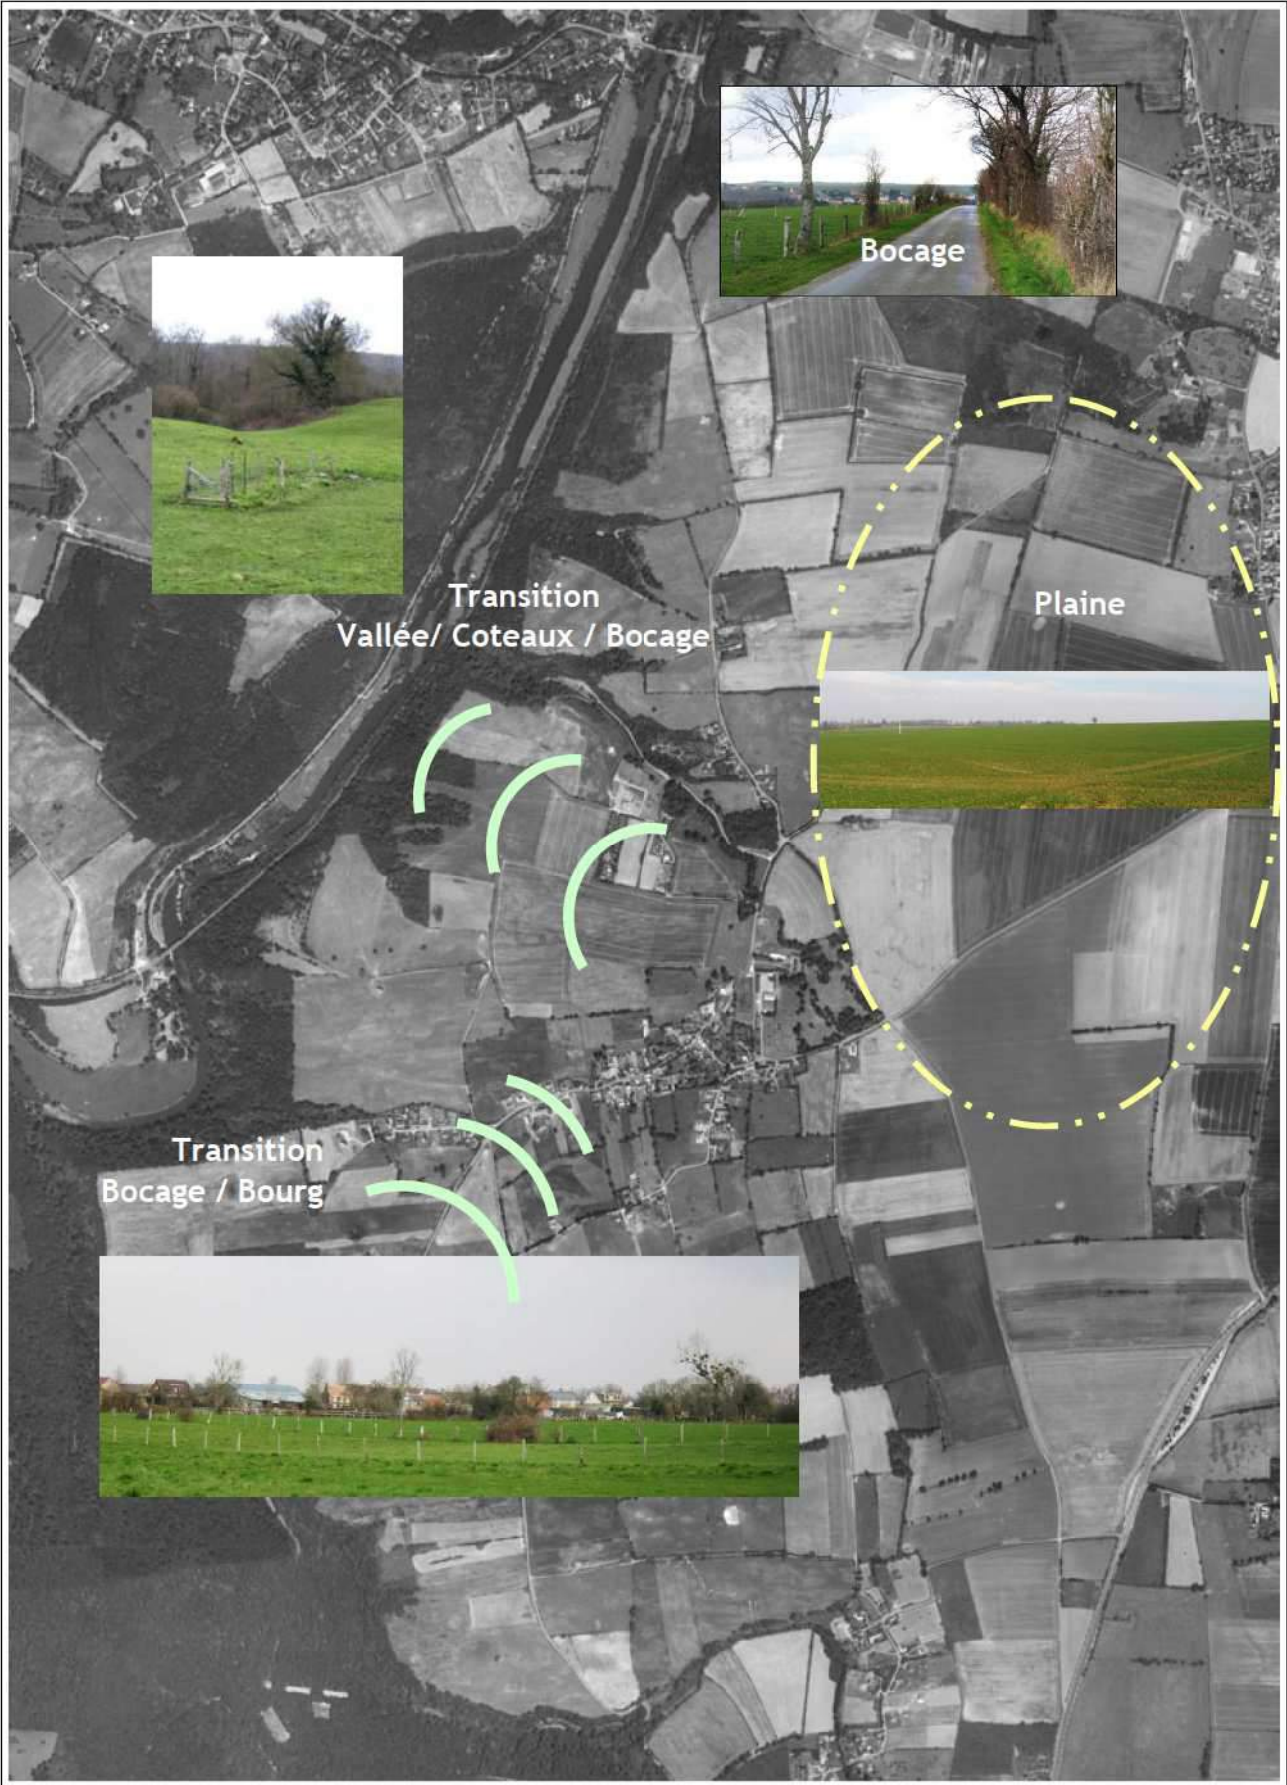 Bocage
Transition
Vallée/ Coteaux / Bocage
Plaine
Transition
Bocage / Bourg